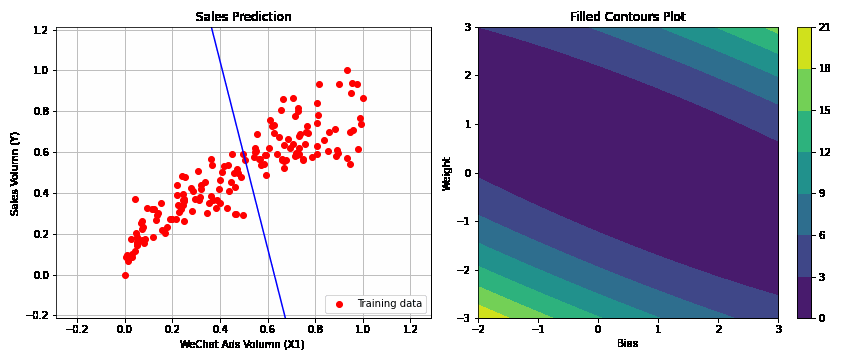 Sales Prediction
1.2
1.0
0.8
0.6
0.4
0.2
0.0
−0.2
Sales Volumn (Y)
−0.2 0.0 0.2 0.4 0.6 0.8 1.0 1.2
WeChat Ads Volumn (X1)
Training data
Filled Contours Plot
3
2
1
0
−1
−2
−3
Weight
−2 −1 0 1 2 3
Bias
21
18
15
12
9
6
3
0